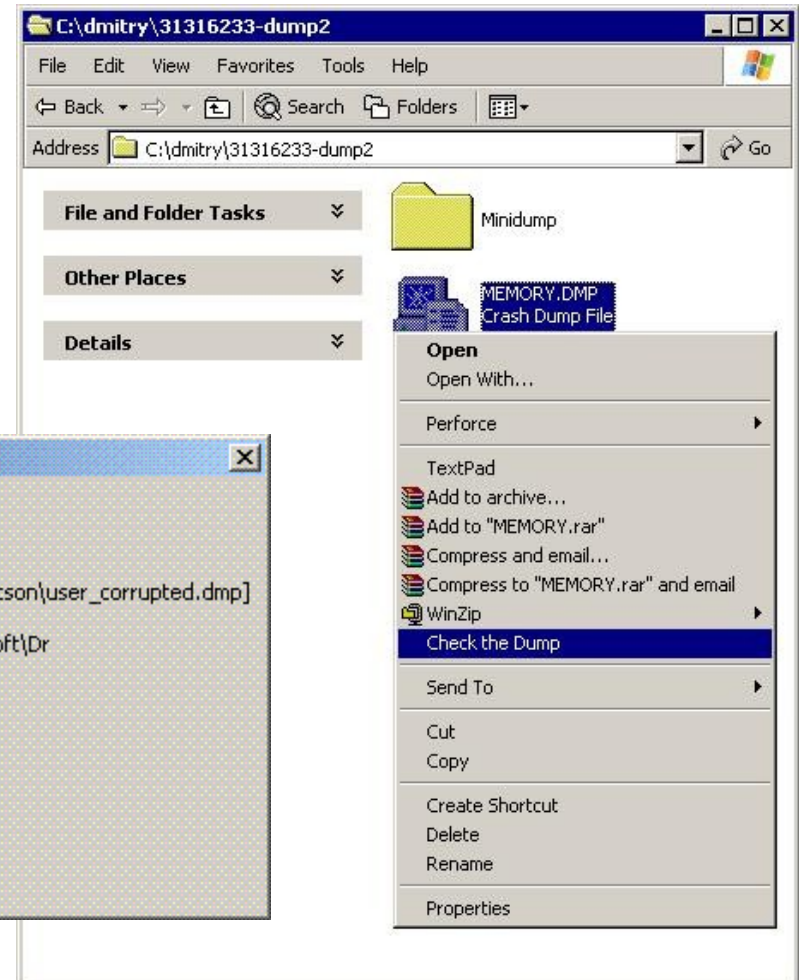 C:\dmitry\31316233-dump2
File Edit View Favorites Tools Help
Back Search Folders
Address C:\dmitry\31316233-dump2 Go
File and Folder Tasks
Other Places
Details
Minidump
MEMORY.DMP
Crash Dump File
Open
Open With...
Perforce
TextPad
Add to archive...
Add to "MEMORY.rar"
Compress and email...
Compress to "MEMORY.rar" and email
WinZip
Check the Dump
Send To
Cut
Copy
Create Shortcut
Delete
Rename
Properties
tson\user_corrupted.dmp]
oft\Dr